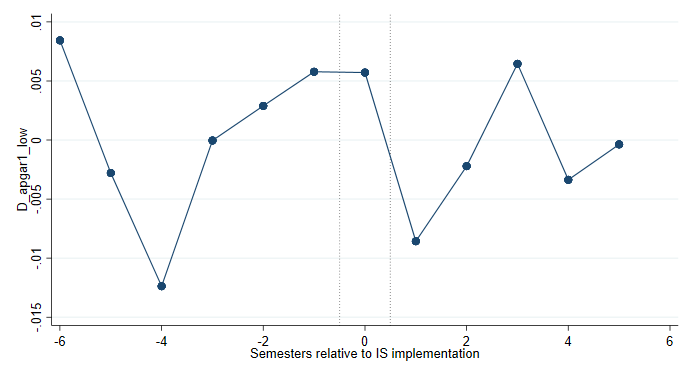 .01
.005
0
-.005
-.01
-.015
D_apgar1_low
-6 -4 -2 0 2 4 6
Semesters relative to IS implementation